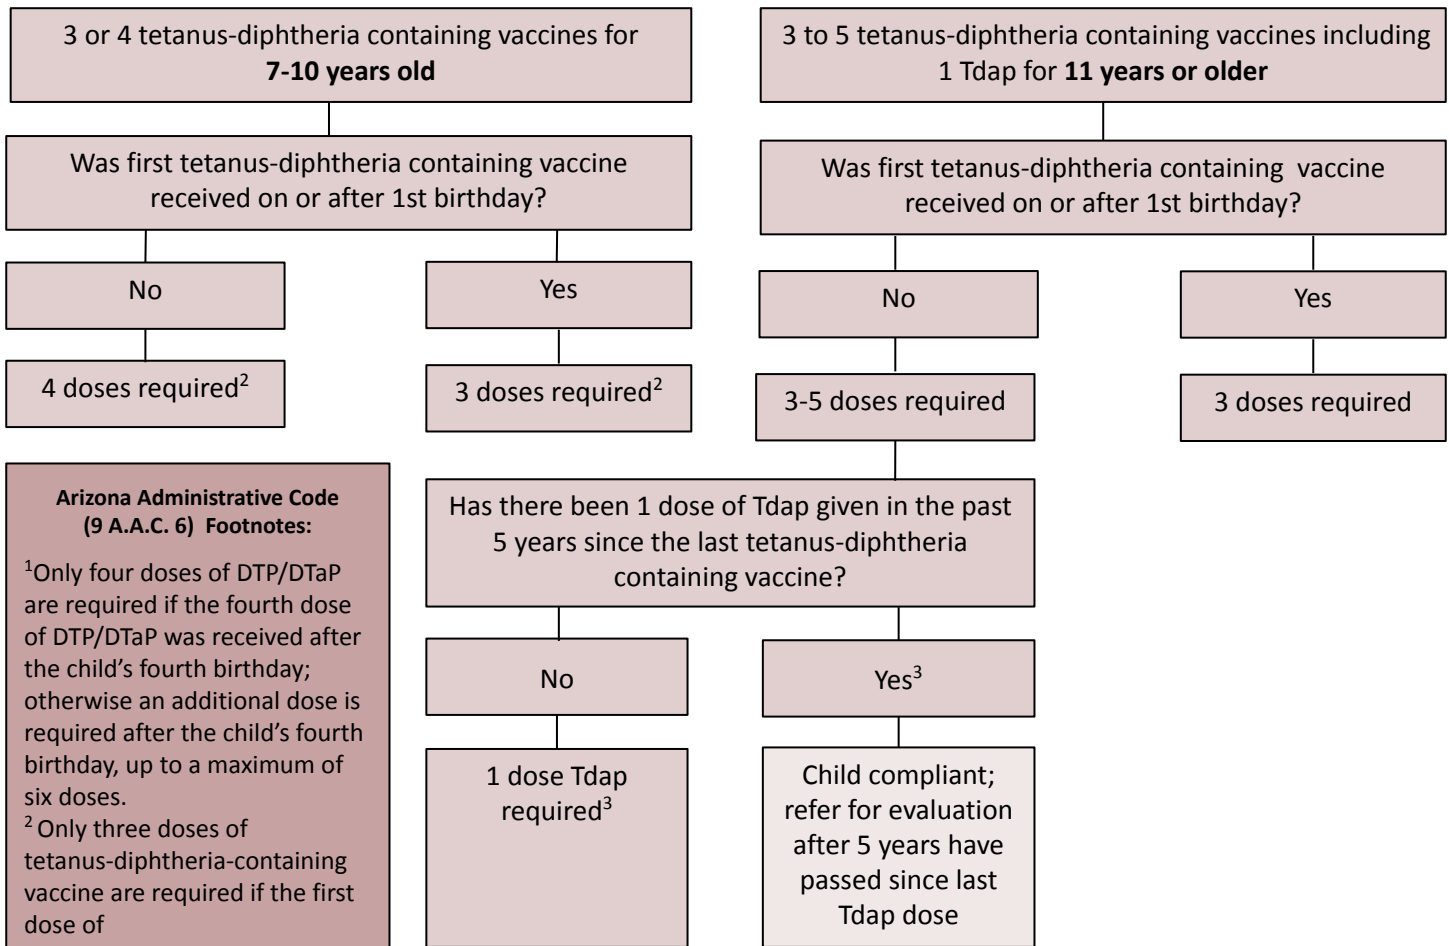 3 or 4 tetanus-diphtheria containing vaccines for
7-10 years old
Was first tetanus-diphtheria containing vaccine
received on or after 1st birthday?
No
Yes
4 doses required²
3 doses required²
3 to 5 tetanus-diphtheria containing vaccines including
1 Tdap for 11 years or older
Was first tetanus-diphtheria containing vaccine
received on or after 1st birthday?
No
Yes
3-5 doses required
3 doses required
Has there been 1 dose of Tdap given in the past
5 years since the last tetanus-diphtheria
containing vaccine?
No
Yes³
1 dose Tdap
required³
Child compliant;
refer for evaluation
after 5 years have
passed since last
Tdap dose
Arizona Administrative Code
(9 A.A.C. 6) Footnotes:
¹Only four doses of DTP/DTaP
are required if the fourth dose
of DTP/DTaP was received after
the child’s fourth birthday;
otherwise an additional dose is
required after the child’s fourth
birthday, up to a maximum of
six doses.
² Only three doses of
tetanus-diphtheria-containing
vaccine are required if the first
dose of